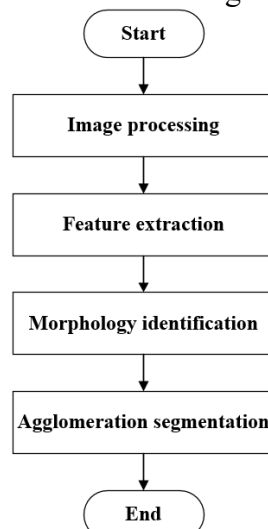 Start
Image processing
Feature extraction
Morphology identification
Agglomeration segmentation
End